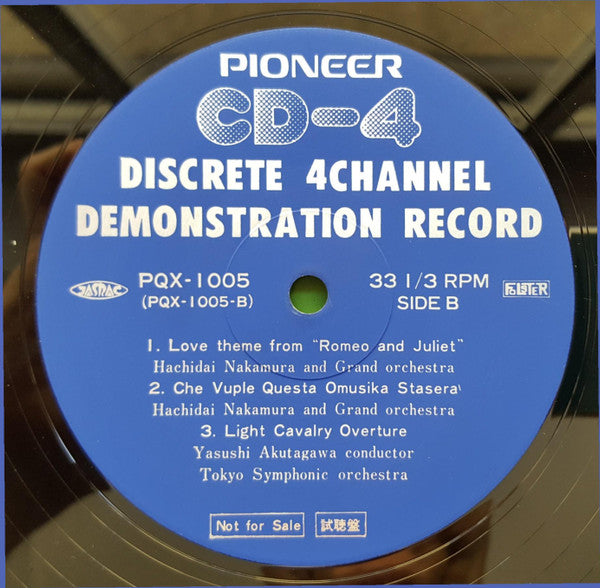 PIONEER
CD-4
DISCRETE 4CHANNEL
DEMONSTRATION RECORD
PQX-1005
(PQX-1005-B)
33 1/3 RPM
SIDE B
JASRAC
POLYSTER
1. Love theme from "Romeo and Juliet"
Hachidai Nakamura and Grand orchestra
2. Che Vuple Questa Omusika Stasera'
Hachidai Nakamura and Grand orchestra
3. Light Cavalry Overture
Yasushi Akutagawa conductor
Tokyo Symphonic orchestra
Not for Sale
試聴盤